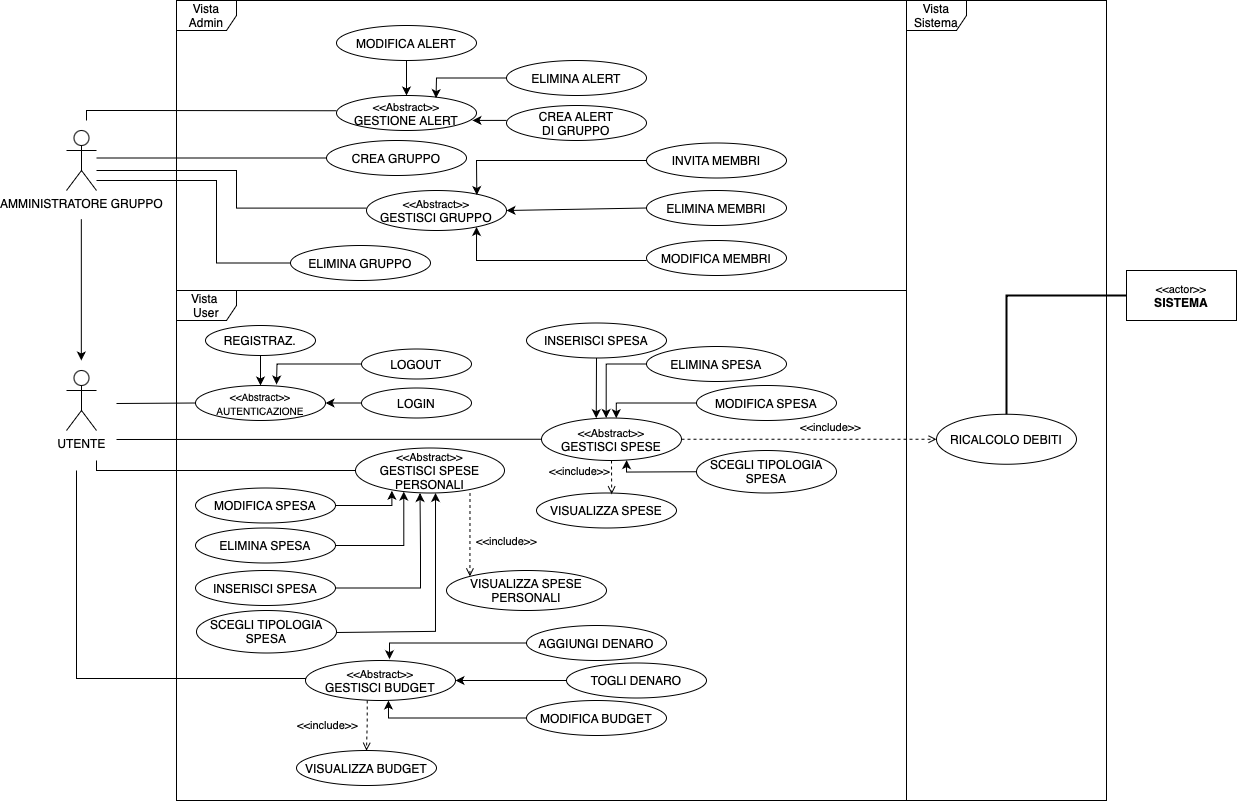 Vista
Admin
Vista
Sistema
MODIFICA ALERT
ELIMINA ALERT
<<Abstract>>
GESTIONE ALERT
CREA ALERT
DI GRUPPO
CREA GRUPPO
INVITA MEMBRI
AMMINISTRATORE GRUPPO
<<Abstract>>
GESTISCI GRUPPO
ELIMINA MEMBRI
MODIFICA MEMBRI
ELIMINA GRUPPO
<<actor>>
SISTEMA
Vista
User
REGISTRAZ.
INSERISCI SPESA
LOGOUT
ELIMINA SPESA
<<Abstract>>
AUTENTICAZIONE
LOGIN
MODIFICA SPESA
UTENTE
<<Abstract>>
GESTISCI SPESE
<<include>>
RICALCOLO DEBITI
<<Abstract>>
GESTISCI SPESE
PERSONALI
<<include>>
SCEGLI TIPOLOGIA
SPESA
MODIFICA SPESA
VISUALIZZA SPESE
ELIMINA SPESA
<<include>>
INSERISCI SPESA
VISUALIZZA SPESE
PERSONALI
SCEGLI TIPOLOGIA
SPESA
AGGIUNGI DENARO
<<Abstract>>
GESTISCI BUDGET
TOGLI DENARO
<<include>>
MODIFICA BUDGET
VISUALIZZA BUDGET